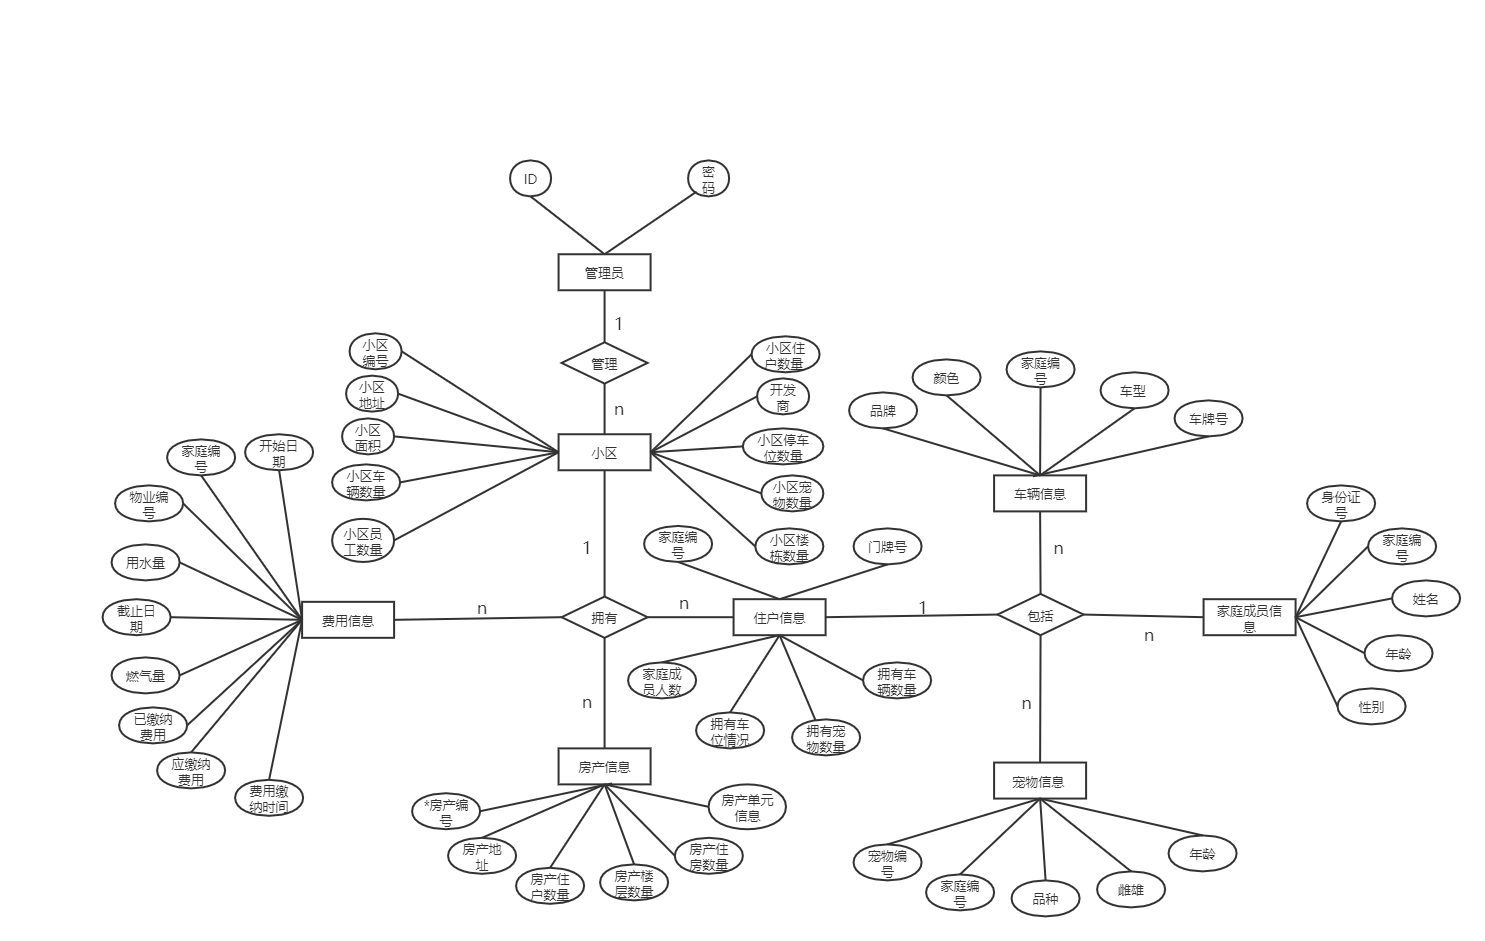 ID
密
码
管理员
1
管理
n
小区
编号
小区
地址
小区
面积
小区车
辆数量
小区员
工数量
小区
小区住
户数量
开发
商
小区停车
位数量
小区宠
物数量
小区楼
栋数量
品牌
颜色
家庭编
号
车型
车牌号
车辆信息
n
开始日
期
家庭编
号
物业编
号
用水量
截止日
期
燃气量
已缴纳
费用
应缴纳
费用
费用缴
纳时间
费用信息
n
1
拥有
n
n
家庭编
号
门牌号
住户信息
家庭成
员人数
拥有车
位情况
拥有宠
物数量
拥有车
辆数量
1
包括
n
n
身份证
号
家庭编
号
姓名
年龄
性别
家庭成员信
息
房产信息
*房产编
号
房产地
址
房产住
户数量
房产楼
层数量
房产住
房数量
房产单元
信息
宠物信息
宠物编
号
家庭编
号
品种
雌雄
年龄